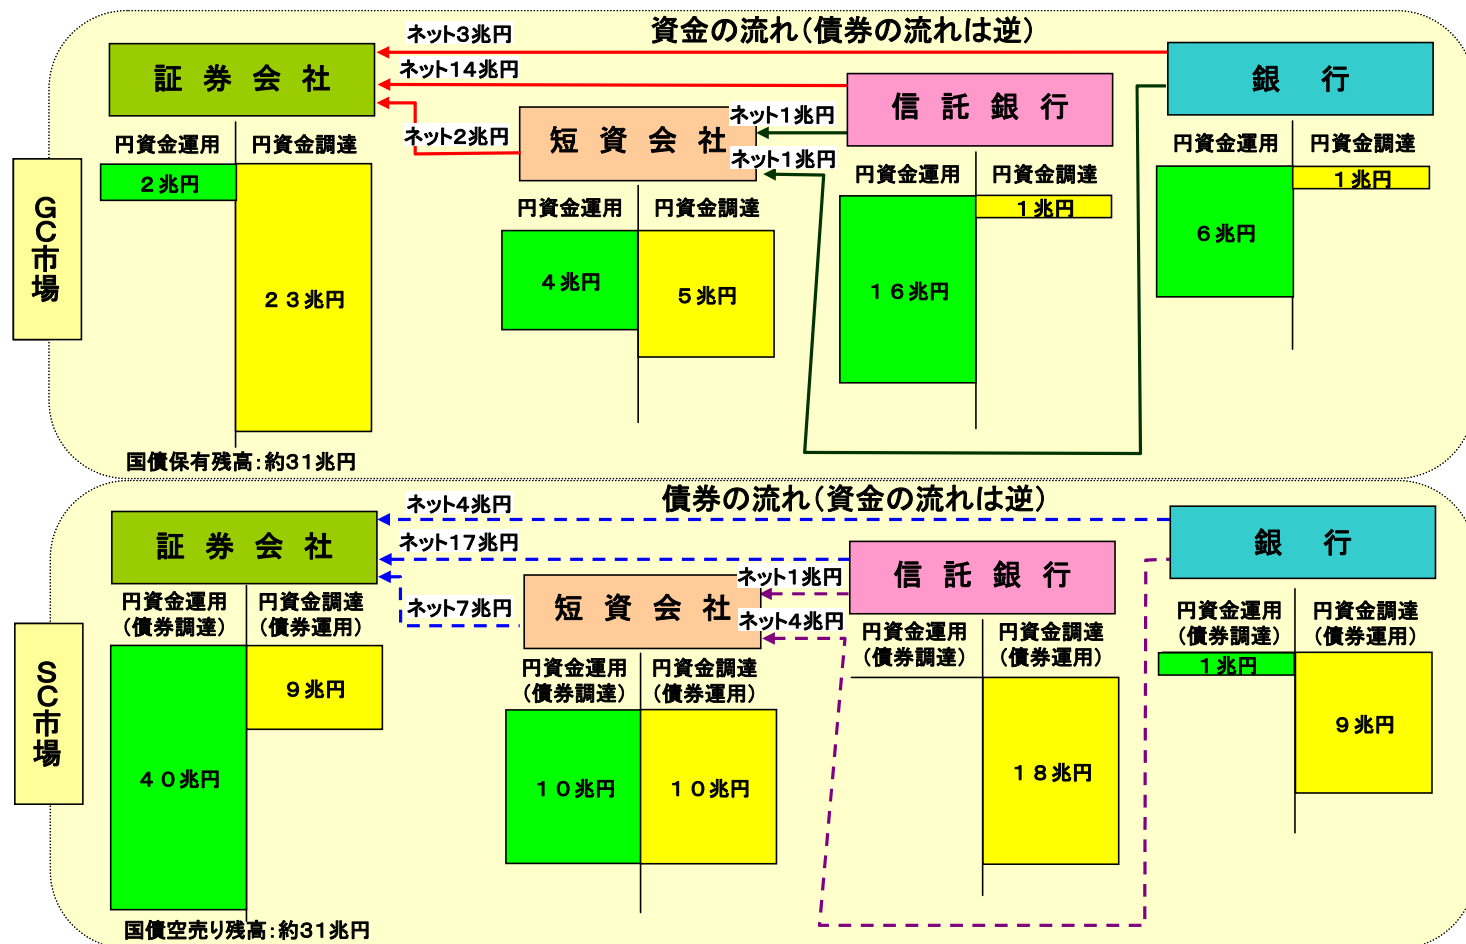 資金の流れ（債券の流れは逆）
ネット3兆円
ネット14兆円
ネット2兆円
ネット1兆円
ネット1兆円
証 券 会 社
短 資 会 社
信 託 銀 行
銀 行
GC市場
円資金運用 円資金調達
2兆円
23兆円
円資金運用 円資金調達
4兆円
5兆円
円資金運用 円資金調達
16兆円
1兆円
円資金運用 円資金調達
6兆円
1兆円
国債保有残高：約31兆円
債券の流れ（資金の流れは逆）
ネット4兆円
ネット17兆円
ネット7兆円
ネット1兆円
ネット4兆円
証 券 会 社
短 資 会 社
信 託 銀 行
銀 行
SC市場
円資金運用 円資金調達
（債券調達） （債券運用）
40兆円
9兆円
円資金運用 円資金調達
（債券調達） （債券運用）
10兆円
10兆円
円資金運用 円資金調達
（債券調達） （債券運用）
18兆円
円資金運用 円資金調達
（債券調達） （債券運用）
1兆円
9兆円
国債空売り残高：約31兆円